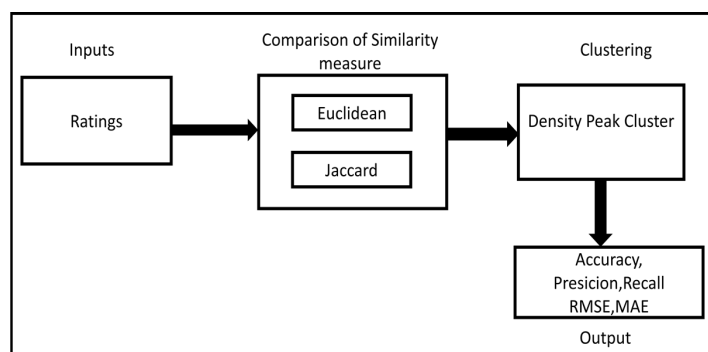 Inputs
Ratings
Comparison of Similarity
measure
Euclidean
Jaccard
Clustering
Density Peak Cluster
Accuracy,
Presicion,Recall
RMSE,MAE
Output